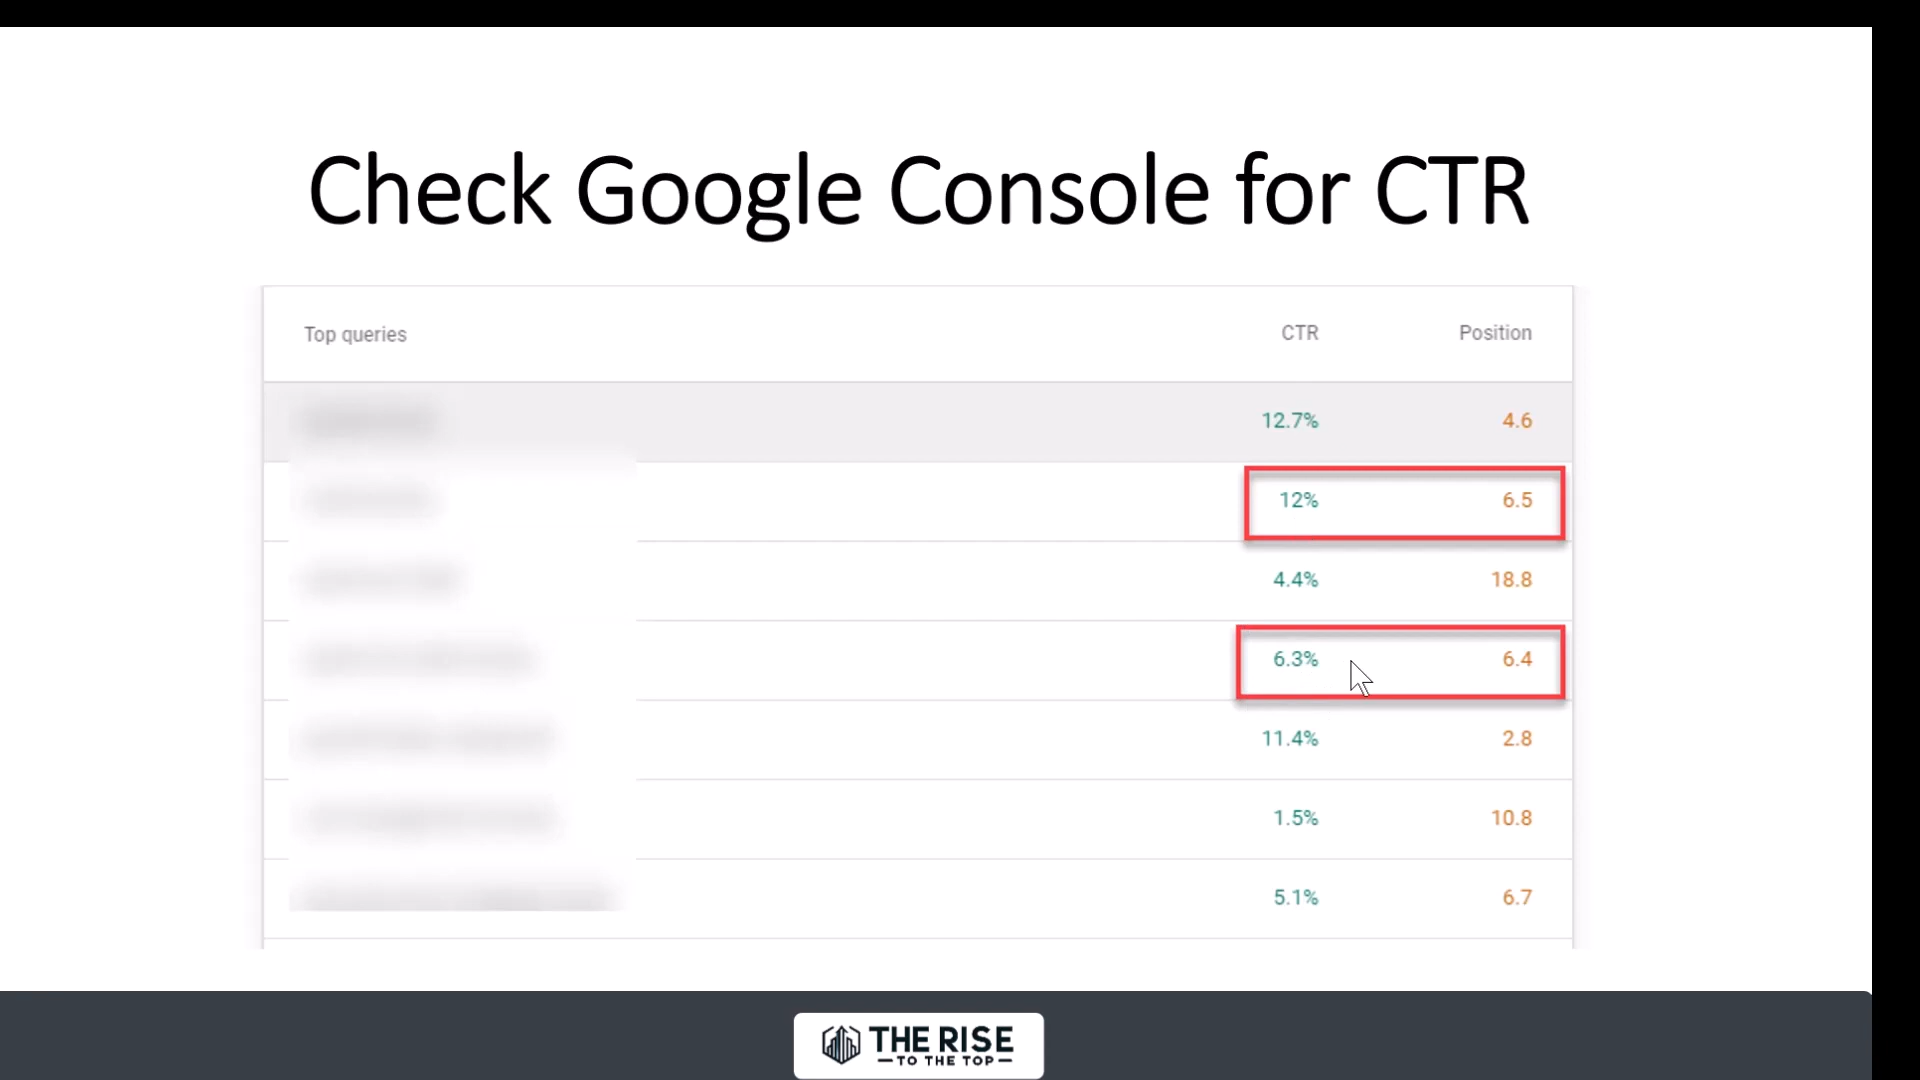 Check Google Console for CTR
Top queries CTR Position
12.7% 4.6
12% 6.5
4.4% 18.8
6.3% 6.4
11.4% 2.8
1.5% 10.8
5.1% 6.7
THE RISE
TO THE TOP